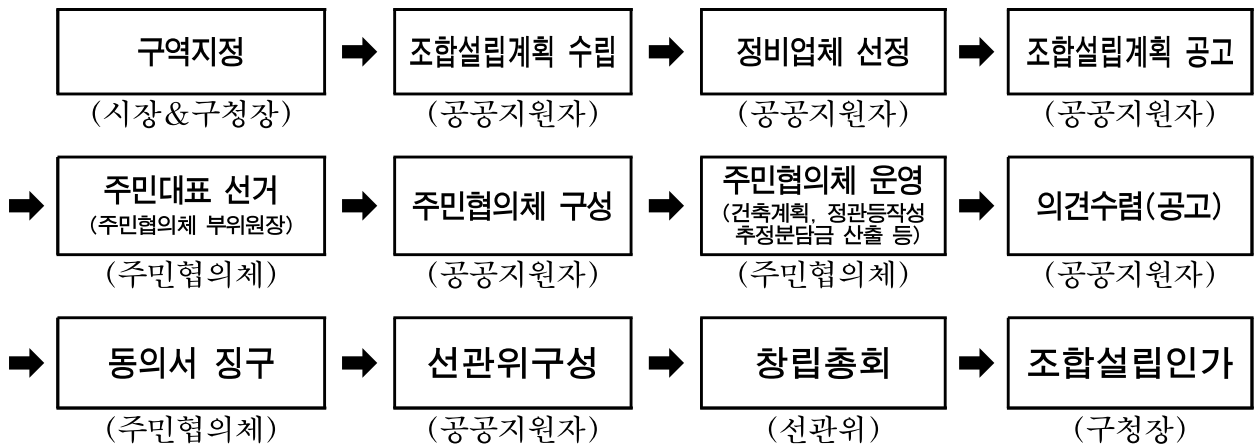 구역지정 ➡ 조합설립계획 수립 ➡ 정비업체 선정 ➡ 조합설립계획 공고
(시장&구청장) (공공지원자) (공공지원자) (공공지원자)
➡ 주민대표 선거 ➡ 주민협의체 구성 ➡ 주민협의체 운영 ➡ 의견수렴(공고)
(주민협의체 부위원장) (건축계획, 정관등작성
추정분담금 산출 등)
(주민협의체) (공공지원자) (주민협의체) (공공지원자)
➡ 동의서 징구 ➡ 선관위구성 ➡ 창립총회 ➡ 조합설립인가
(주민협의체) (공공지원자) (선관위) (구청장)